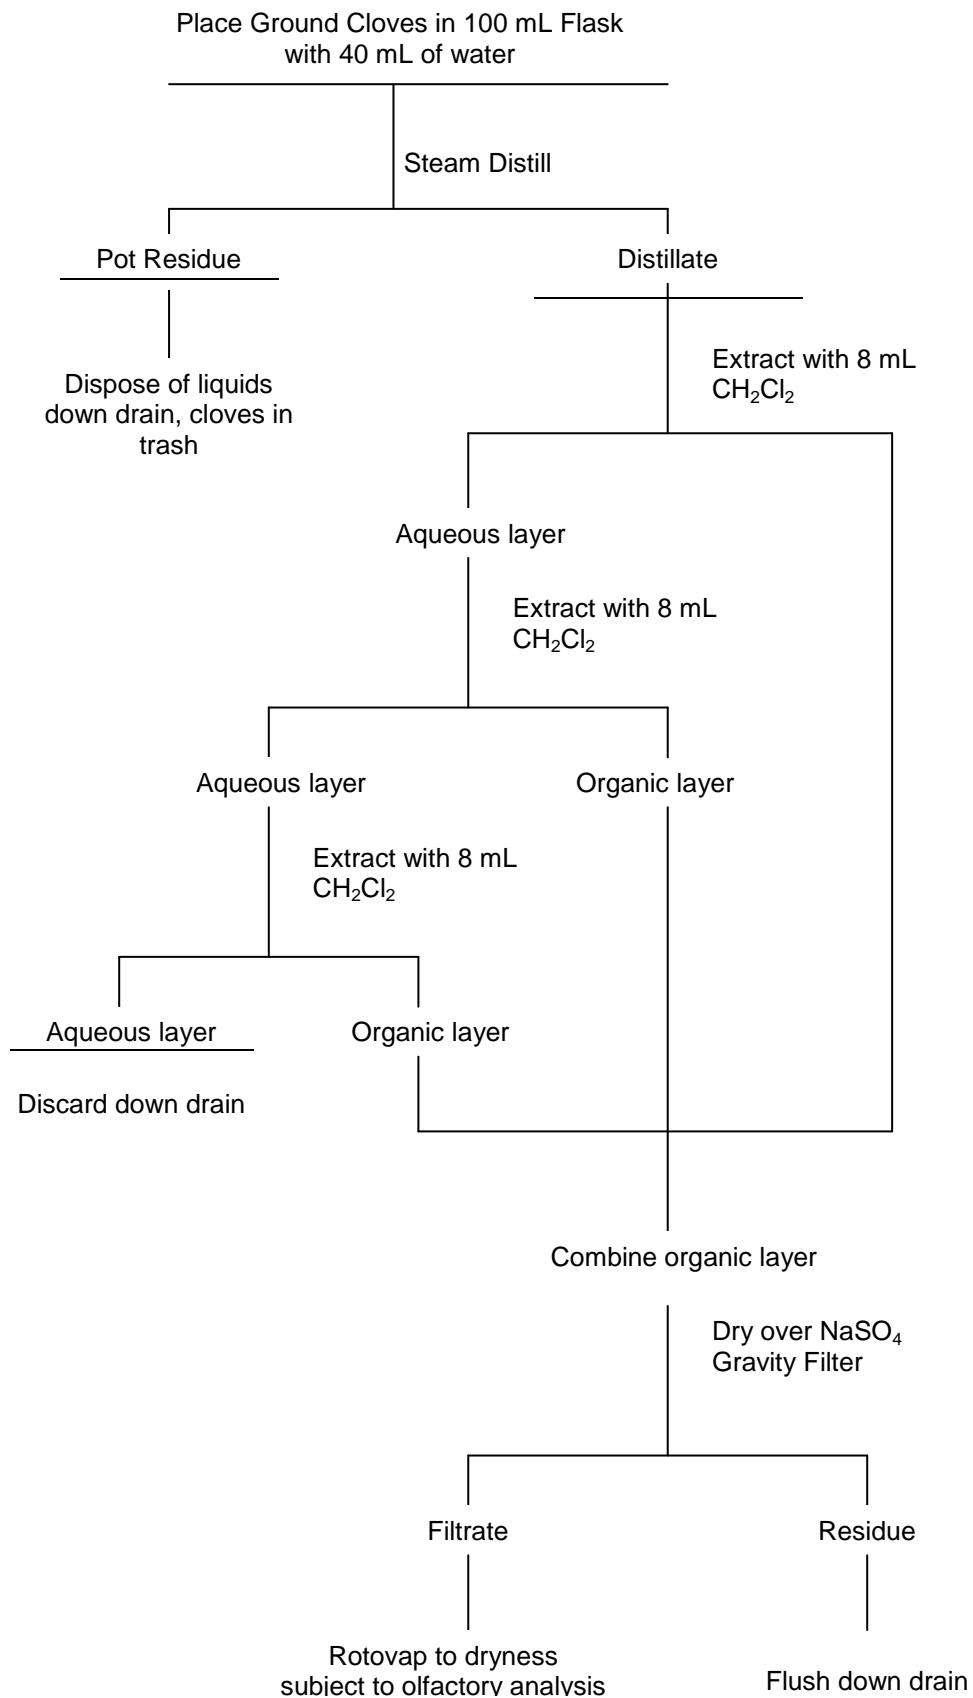 Place Ground Cloves in 100 mL Flask
with 40 mL of water
Steam Distill
Pot Residue
Distillate
Dispose of liquids
down drain, cloves in
trash
Extract with 8 mL
CH₂Cl₂
Aqueous layer
Extract with 8 mL
CH₂Cl₂
Aqueous layer
Organic layer
Extract with 8 mL
CH₂Cl₂
Aqueous layer
Organic layer
Discard down drain
Combine organic layer
Dry over NaSO₄
Gravity Filter
Filtrate
Residue
Rotovap to dryness
subject to olfactory analysis
Flush down drain